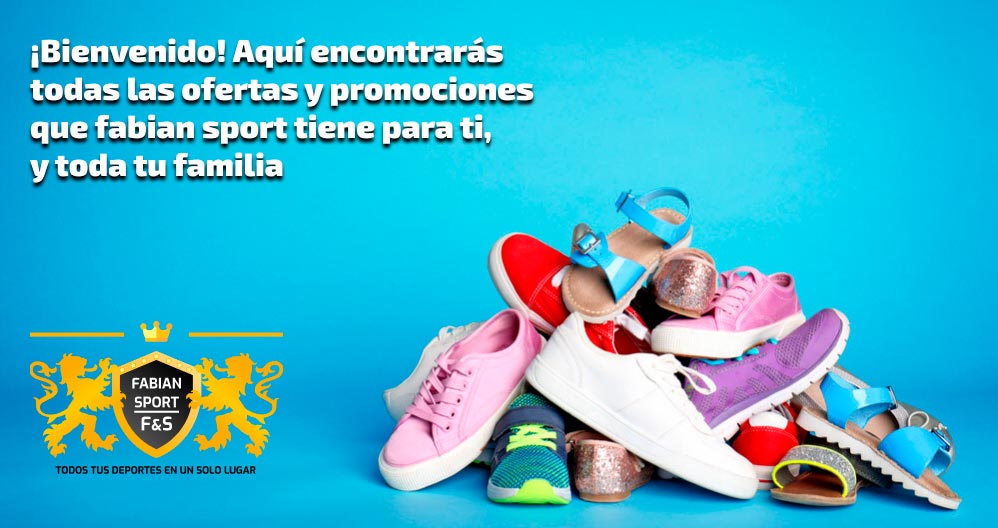 ¡Bienvenido! Aquí encontrarás
todas las ofertas y promociones
que fabian sport tiene para ti,
y toda tu familia
FABIAN
SPORT
F&S
TODOS TUS DEPORTES EN UN SOLO LUGAR